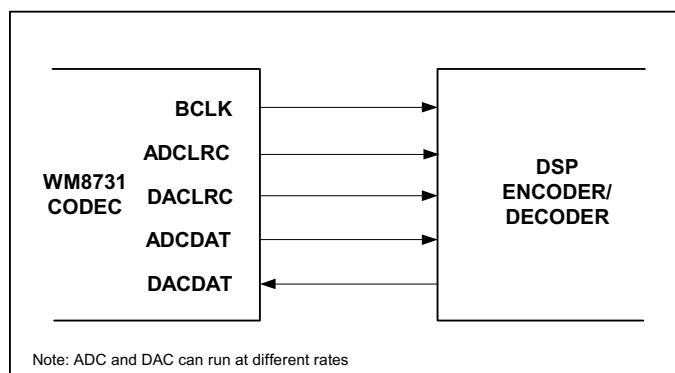 BCLK
ADCLRC
WM8731
CODEC
DACLRC
ADCDAT
DACDAT
DSP
ENCODER/
DECODER
Note: ADC and DAC can run at different rates